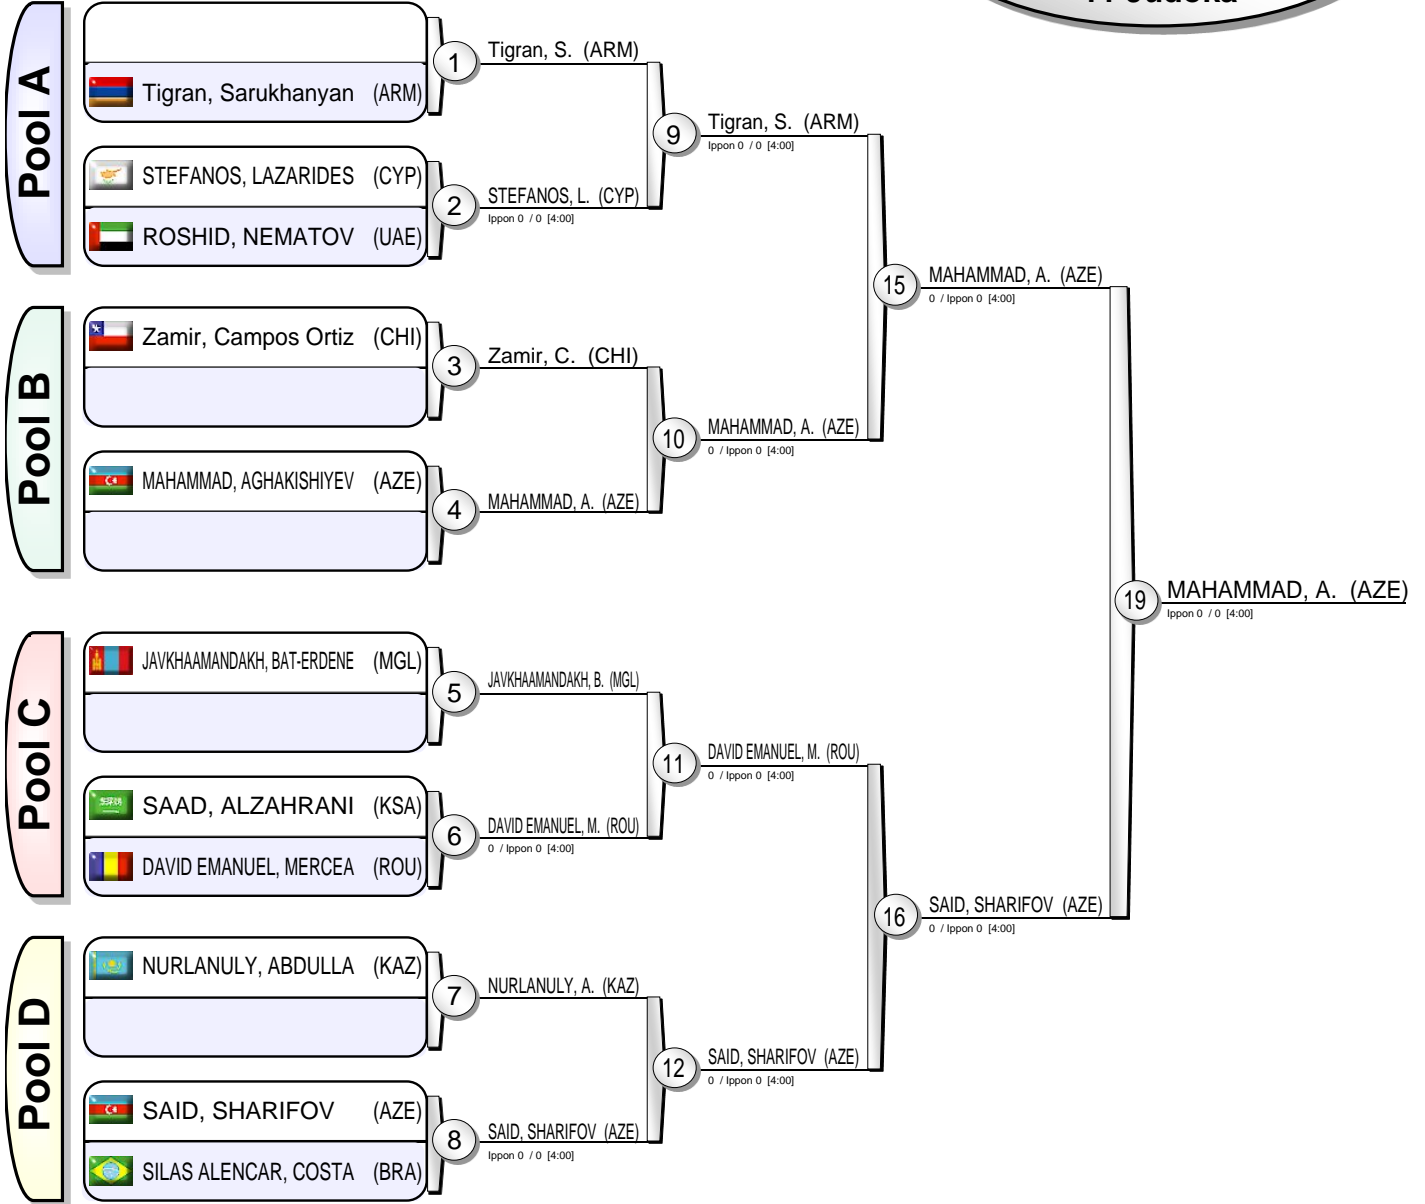 Pool A
Tigran, Sarukhanyan (ARM)
STEFANOS, LAZARIDES (CYP)
ROSHID, NEMATOV (UAE)
1
Tigran, S. (ARM)
2
STEFANOS, L. (CYP)
Ippon 0 / 0 [4:00]
9
Tigran, S. (ARM)
Ippon 0 / 0 [4:00]
Pool B
Zamir, Campos Ortiz (CHI)
MAHAMMAD, AGHAKISHIYEV (AZE)
3
Zamir, C. (CHI)
4
MAHAMMAD, A. (AZE)
10
MAHAMMAD, A. (AZE)
0 / Ippon 0 [4:00]
15
MAHAMMAD, A. (AZE)
0 / Ippon 0 [4:00]
Pool C
JAVKHAAMANDAKH, BAT-ERDENE (MGL)
SAAD, ALZAHRANI (KSA)
DAVID EMANUEL, MERCEA (ROU)
5
JAVKHAAMANDAKH, B. (MGL)
6
DAVID EMANUEL, M. (ROU)
0 / Ippon 0 [4:00]
11
DAVID EMANUEL, M. (ROU)
0 / Ippon 0 [4:00]
Pool D
NURLANULY, ABDULLA (KAZ)
SAID, SHARIFOV (AZE)
SILAS ALENCAR, COSTA (BRA)
7
NURLANULY, A. (KAZ)
8
SAID, SHARIFOV (AZE)
Ippon 0 / 0 [4:00]
12
SAID, SHARIFOV (AZE)
0 / Ippon 0 [4:00]
16
SAID, SHARIFOV (AZE)
0 / Ippon 0 [4:00]
19
MAHAMMAD, A. (AZE)
Ippon 0 / 0 [4:00]